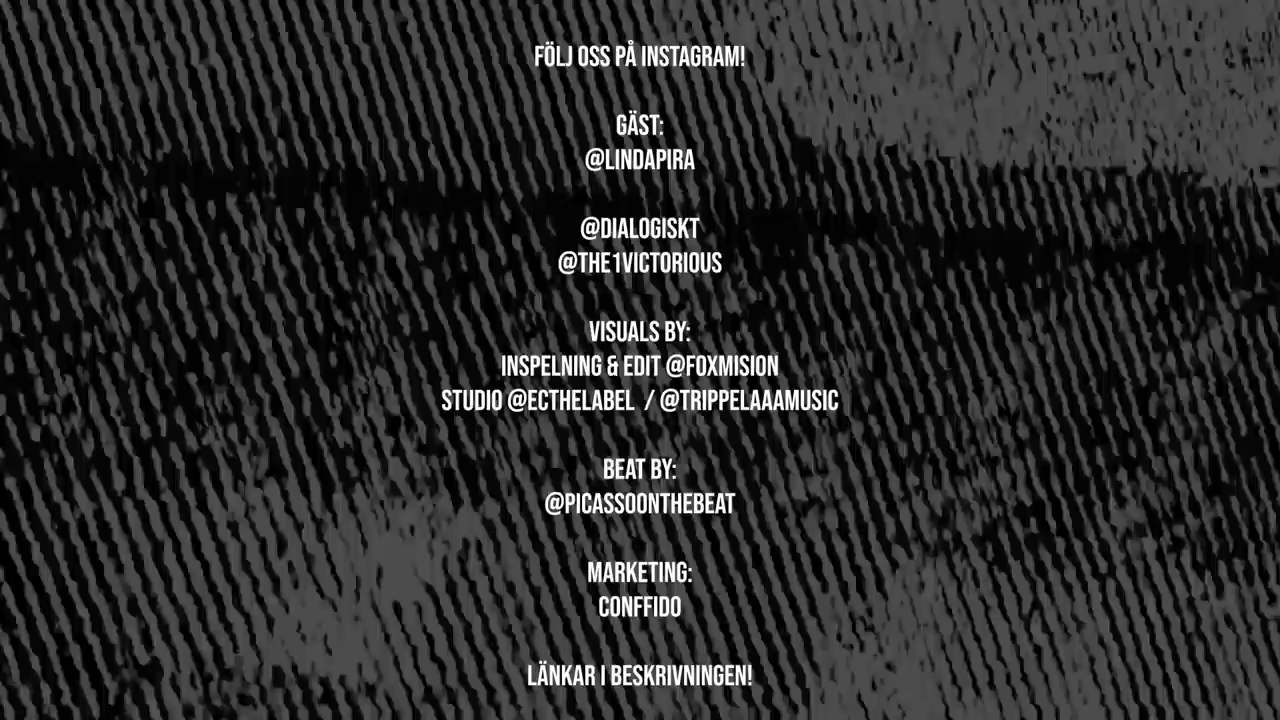 FÖLJ OSS PÅ INSTAGRAM!
GÄST:
@LINDAPIRA
@DIALOGISKT
@THE1VICTORIOUS
VISUALS BY:
INSPELNING & EDIT @FOXMISION
STUDIO @ECTHELABEL / @TRIPPELAAAMUSIC
BEAT BY:
@PICASSOONTHEBEAT
MARKETING:
CONFFIDO
LÄNKAR I BESKRIVNINGEN!